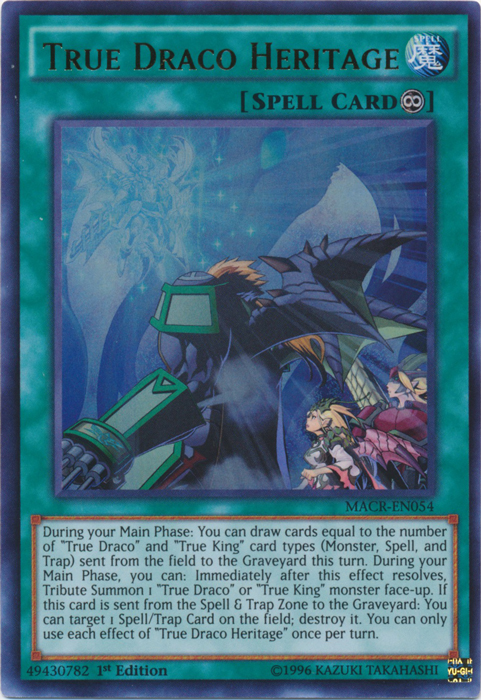 TRUE DRACO HERITAGE
SPELL
魔
[SPELL CARD]
MACR-EN054
During your Main Phase: You can draw cards equal to the number
of "True Draco" and "True King" card types (Monster, Spell, and
Trap) sent from the field to the Graveyard this turn. During your
Main Phase, you can: Immediately after this effect resolves,
Tribute Summon 1 "True Draco" or "True King" monster face-up. If
this card is sent from the Spell & Trap Zone to the Graveyard: You
can target 1 Spell/Trap Card on the field; destroy it. You can only
use each effect of "True Draco Heritage" once per turn.
49430782 1st Edition ©1996 KAZUKI TAKAHASHI
YU-GI-